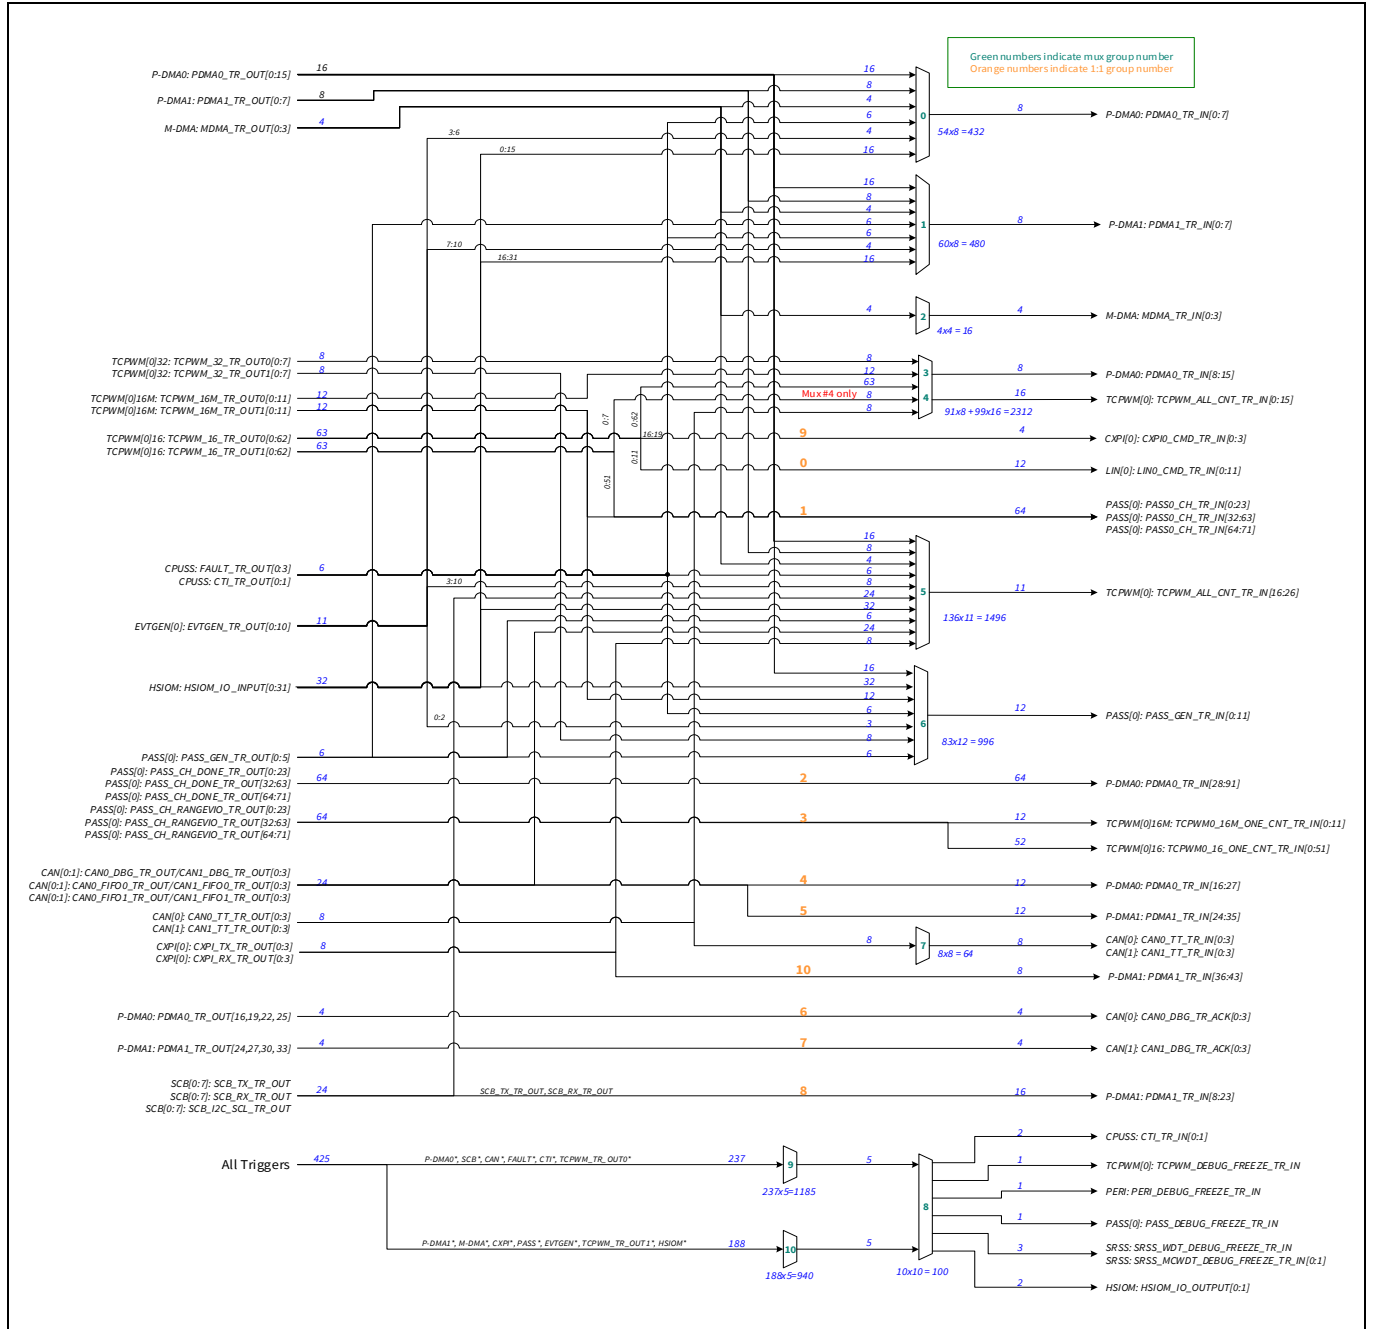 Green numbers indicate mux group number
Orange numbers indicate 1:1 group number
P-DMA0: PDMA0_TR_OUT[0:15]
16
16
P-DMA1: PDMA1_TR_OUT[0:7]
8
8
M-DMA: MDMA_TR_OUT[0:3]
4
4
6
3:6
4
0:15
16
0
54x8 = 432
8
P-DMA0: PDMA0_TR_IN[0:7]
16
8
4
6
6
7:10
4
16:31
16
1
60x8 = 480
8
P-DMA1: PDMA1_TR_IN[0:7]
4
2
4x4 = 16
4
M-DMA: MDMA_TR_IN[0:3]
TCPWM[0]32: TCPWM_32_TR_OUT0[0:7]
8
8
TCPWM[0]32: TCPWM_32_TR_OUT1[0:7]
8
12
63
TCPWM[0]16M: TCPWM_16M_TR_OUT0[0:11]
12
Mux #4 only
8
TCPWM[0]16M: TCPWM_16M_TR_OUT1[0:11]
12
8
3
4
91x8 + 99x16 = 2312
8
P-DMA0: PDMA0_TR_IN[8:15]
16
TCPWM[0]: TCPWM_ALL_CNT_TR_IN[0:15]
0:7
0:62
TCPWM[0]16: TCPWM_16_TR_OUT0[0:62]
63
16:19
9
4
CXPI[0]: CXPI0_CMD_TR_IN[0:3]
TCPWM[0]16: TCPWM_16_TR_OUT1[0:62]
63
0:11
0
12
LIN[0]: LIN0_CMD_TR_IN[0:11]
0:51
1
64
PASS[0]: PASS0_CH_TR_IN[0:23]
PASS[0]: PASS0_CH_TR_IN[32:63]
PASS[0]: PASS0_CH_TR_IN[64:71]
16
8
4
CPUSS: FAULT_TR_OUT[0:3]
CPUSS: CTI_TR_OUT[0:1]
6
6
3:10
8
24
32
6
24
8
5
136x11 = 1496
11
TCPWM[0]: TCPWM_ALL_CNT_TR_IN[16:26]
EVTGEN[0]: EVTGEN_TR_OUT[0:10]
11
16
HSIOM: HSIOM_IO_INPUT[0:31]
32
32
12
6
0:2
3
8
6
6
83x12 = 996
12
PASS[0]: PASS_GEN_TR_IN[0:11]
PASS[0]: PASS_GEN_TR_OUT[0:5]
6
PASS[0]: PASS_CH_DONE_TR_OUT[0:23]
PASS[0]: PASS_CH_DONE_TR_OUT[32:63]
PASS[0]: PASS_CH_DONE_TR_OUT[64:71]
64
2
64
P-DMA0: PDMA0_TR_IN[28:91]
PASS[0]: PASS_CH_RANGEVIO_TR_OUT[0:23]
PASS[0]: PASS_CH_RANGEVIO_TR_OUT[32:63]
PASS[0]: PASS_CH_RANGEVIO_TR_OUT[64:71]
64
3
12
TCPWM[0]16M: TCPWM0_16M_ONE_CNT_TR_IN[0:11]
52
TCPWM[0]16: TCPWM0_16_ONE_CNT_TR_IN[0:51]
CAN[0:1]: CAN0_DBG_TR_OUT/CAN1_DBG_TR_OUT[0:3]
CAN[0:1]: CAN0_FIFO0_TR_OUT/CAN1_FIFO0_TR_OUT[0:3]
CAN[0:1]: CAN0_FIFO1_TR_OUT/CAN1_FIFO1_TR_OUT[0:3]
24
4
12
P-DMA0: PDMA0_TR_IN[16:27]
5
12
P-DMA1: PDMA1_TR_IN[24:35]
CAN[0]: CAN0_TT_TR_OUT[0:3]
CAN[1]: CAN1_TT_TR_OUT[0:3]
8
8
7
8x8 = 64
8
CAN[0]: CAN0_TT_TR_IN[0:3]
CAN[1]: CAN1_TT_TR_IN[0:3]
CXPI[0]: CXPI_TX_TR_OUT[0:3]
CXPI[0]: CXPI_RX_TR_OUT[0:3]
8
10
8
P-DMA1: PDMA1_TR_IN[36:43]
P-DMA0: PDMA0_TR_OUT[16,19,22, 25]
4
6
4
CAN[0]: CAN0_DBG_TR_ACK[0:3]
P-DMA1: PDMA1_TR_OUT[24,27,30, 33]
4
7
4
CAN[1]: CAN1_DBG_TR_ACK[0:3]
SCB[0:7]: SCB_TX_TR_OUT
SCB[0:7]: SCB_RX_TR_OUT
SCB[0:7]: SCB_I2C_SCL_TR_OUT
24
SCB_TX_TR_OUT, SCB_RX_TR_OUT
8
16
P-DMA1: PDMA1_TR_IN[8:23]
All Triggers
425
P-DMA0*, SCB*, CAN*, FAULT*, CTI*, TCPWM_TR_OUT0*
237
9
237x5=1185
5
P-DMA1*, M-DMA*, CXPI*, PASS*, EVTGEN*, TCPWM_TR_OUT1*, HSIOM*
188
10
188x5=940
5
8
10x10 = 100
2
CPUSS: CTI_TR_IN[0:1]
1
TCPWM[0]: TCPWM_DEBUG_FREEZE_TR_IN
1
PERI: PERI_DEBUG_FREEZE_TR_IN
1
PASS[0]: PASS_DEBUG_FREEZE_TR_IN
3
SRSS: SRSS_WDT_DEBUG_FREEZE_TR_IN
SRSS: SRSS_MCWDT_DEBUG_FREEZE_TR_IN[0:1]
2
HSIOM: HSIOM_IO_OUTPUT[0:1]